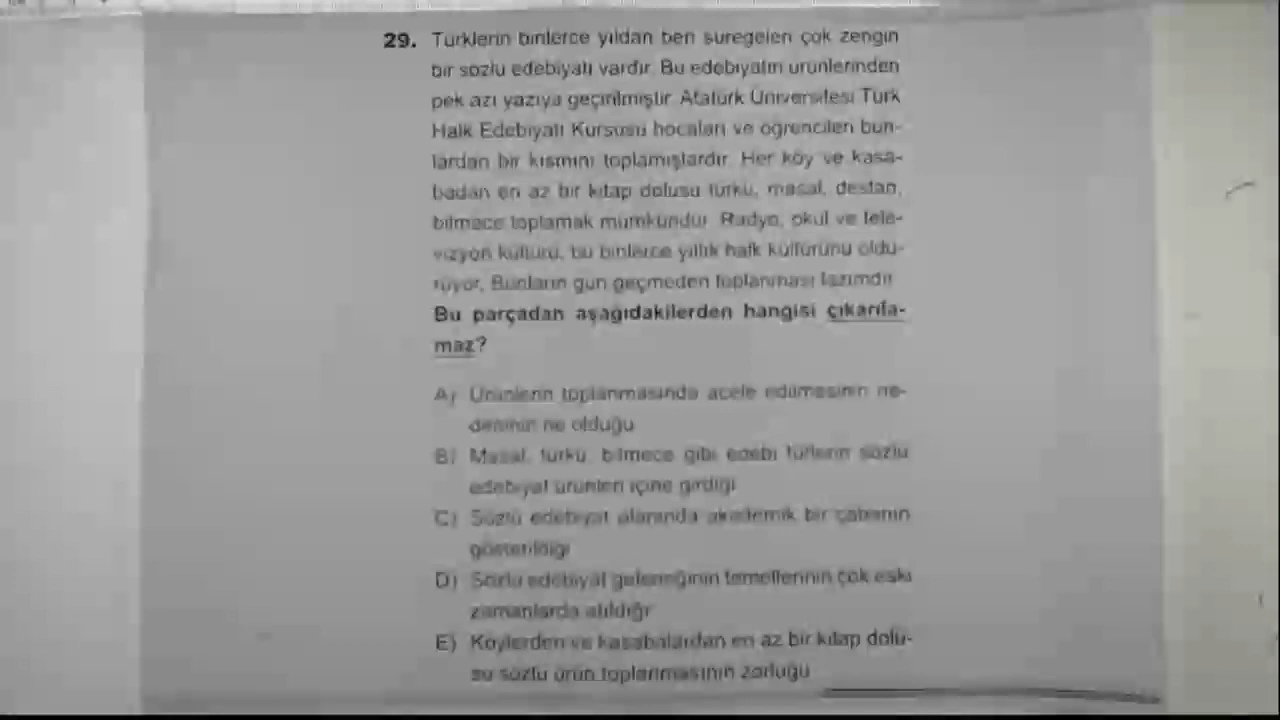 29. Türklerin binlerce yıldan beri süregelen çok zengin
bir sözlü edebiyatı vardır. Bu edebiyatın ürünlerinden
pek azı yazıya geçirilmiştir. Atatürk Üniversitesi Türk
Halk Edebiyatı Kürsüsü hocaları ve öğrencileri bun-
lardan bir kısmını toplamışlardır. Her köy ve kasa-
badan en az bir kitap dolusu türkü, masal, destan,
bilmece toplamak mümkündür. Radyo, okul ve tele-
vizyon kültürü, bu binlerce yıllık halk kültürünü öldü-
rüyor. Bunların gün geçmeden toplanması lazımdır.
Bu parçadan aşağıdakilerden hangisi çıkarıla-
maz?
A) Ürünlerin toplanmasında acele edilmesinin ne-
deninin ne olduğu
B) Masal, türkü, bilmece gibi edebi türlerin sözlü
edebiyat ürünleri içine girdiği
C) Sözlü edebiyat alanında akademik bir çabanın
gösterildiği
D) Sözlü edebiyat geleneğinin temellerinin çok eski
zamanlarda atıldığı
E) Köylerden ve kasabalardan en az bir kitap dolu-
su sözlü ürün toplanmasının zorluğu